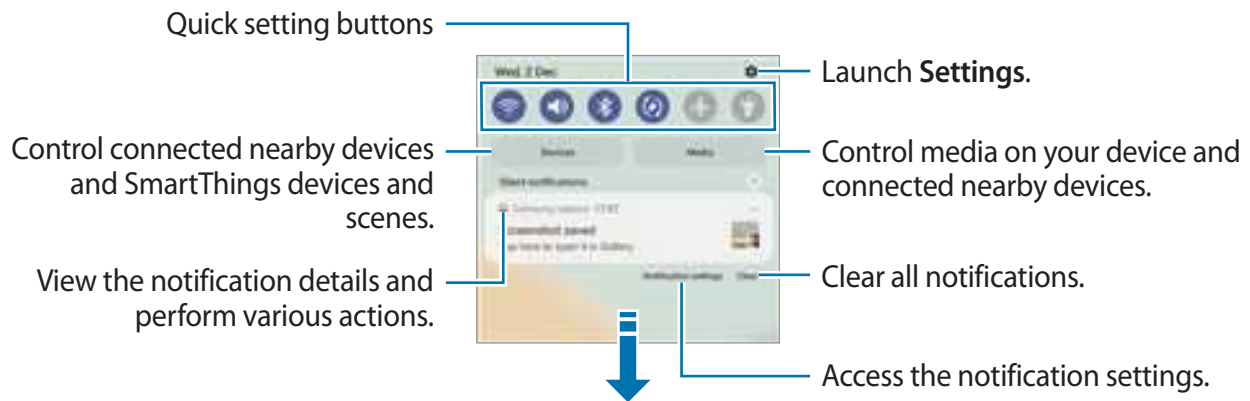 Quick setting buttons
Wed, 2 Dec
Launch Settings.
Control connected nearby devices
and SmartThings devices and
scenes.
Devices
Media
Control media on your device and
connected nearby devices.
Silent notifications
Screenshot saved
View the notification details and
perform various actions.
Notification settings
Clear
Clear all notifications.
Access the notification settings.